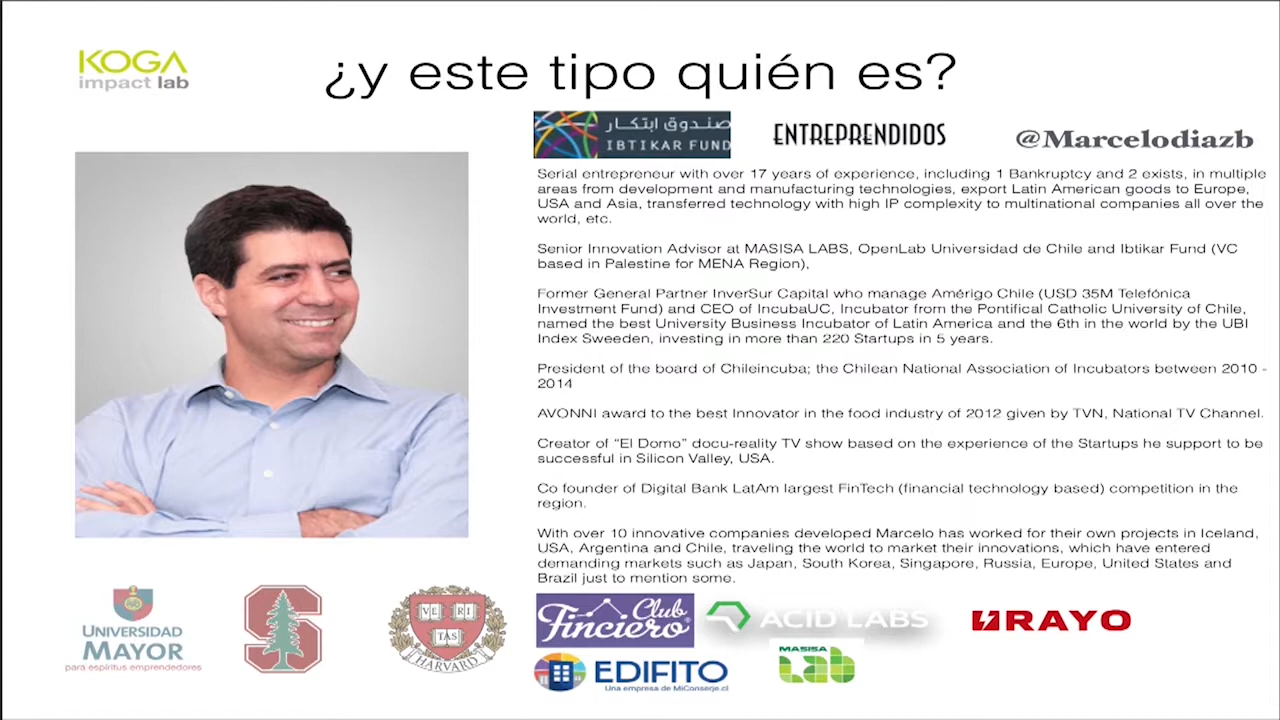 KOGA
impact lab
¿y este tipo quién es?
صندوق ابتكار
IBTIKAR FUND
ENTREPRENDIDOS
@Marcelodiazb
Serial entrepreneur with over 17 years of experience, including 1 Bankruptcy and 2 exists, in multiple
areas from development and manufacturing technologies, export Latin American goods to Europe,
USA and Asia, transferred technology with high IP complexity to multinational companies all over the
world, etc.
Senior Innovation Advisor at MASISA LABS, OpenLab Universidad de Chile and Ibtikar Fund (VC
based in Palestine for MENA Region),
Former General Partner InverSur Capital who manage Amérigo Chile (USD 35M Telefónica
Investment Fund) and CEO of IncubaUC, Incubator from the Pontifical Catholic University of Chile,
named the best University Business Incubator of Latin America and the 6th in the world by the UBI
Index Sweeden, investing in more than 220 Startups in 5 years.
President of the board of Chileincuba; the Chilean National Association of Incubators between 2010 -
2014
AVONNI award to the best Innovator in the food industry of 2012 given by TVN, National TV Channel.
Creator of “El Domo” docu-reality TV show based on the experience of the Startups he support to be
successful in Silicon Valley, USA.
Co founder of Digital Bank LatAm largest FinTech (financial technology based) competition in the
region.
With over 10 innovative companies developed Marcelo has worked for their own projects in Iceland,
USA, Argentina and Chile, traveling the world to market their innovations, which have entered
demanding markets such as Japan, South Korea, Singapore, Russia, Europe, United States and
Brazil just to mention some.
UNIVERSIDAD
MAYOR
para espíritus emprendedores
S
VE RI
TAS
HARVARD
Club
Finciero
ACID LABS
RAYO
EDIFITO
Una empresa de MiConserje.cl
MASISA
Lab